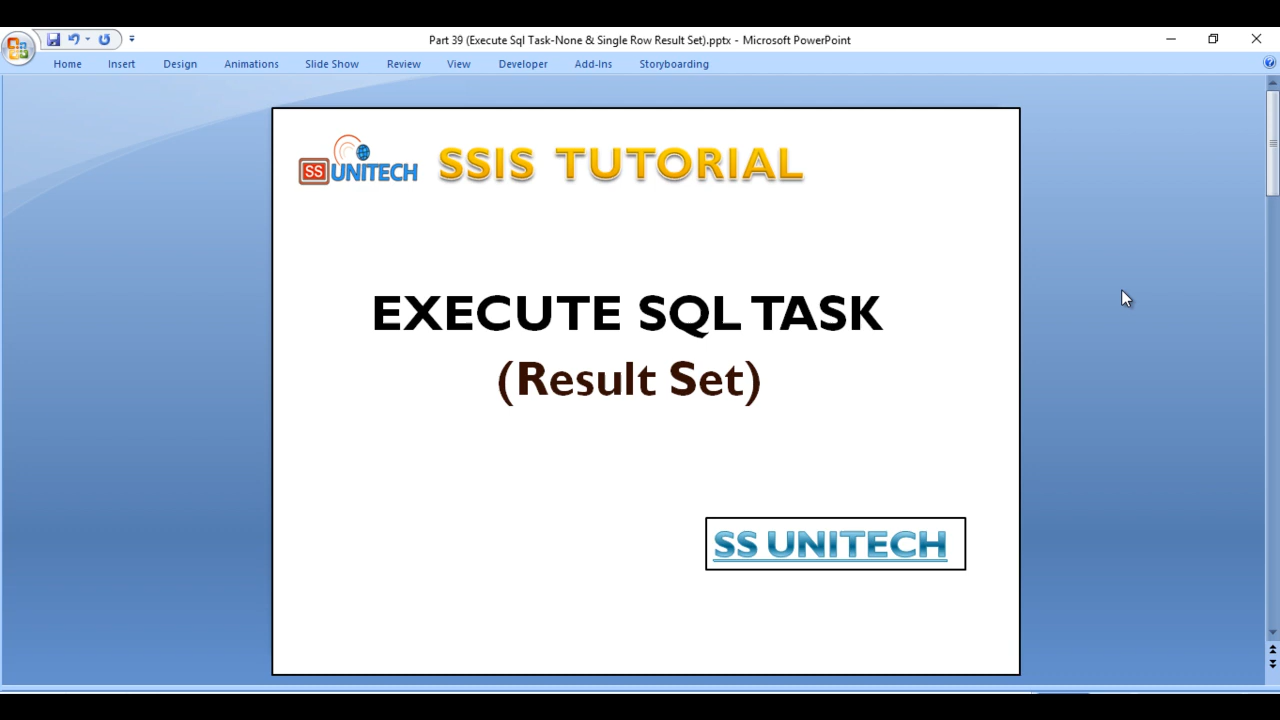 Part 39 (Execute Sql Task-None & Single Row Result Set).pptx - Microsoft PowerPoint
Home Insert Design Animations Slide Show Review View Developer Add-Ins Storyboarding
SS UNITECH SSIS TUTORIAL
EXECUTE SQL TASK
(Result Set)
SS UNITECH